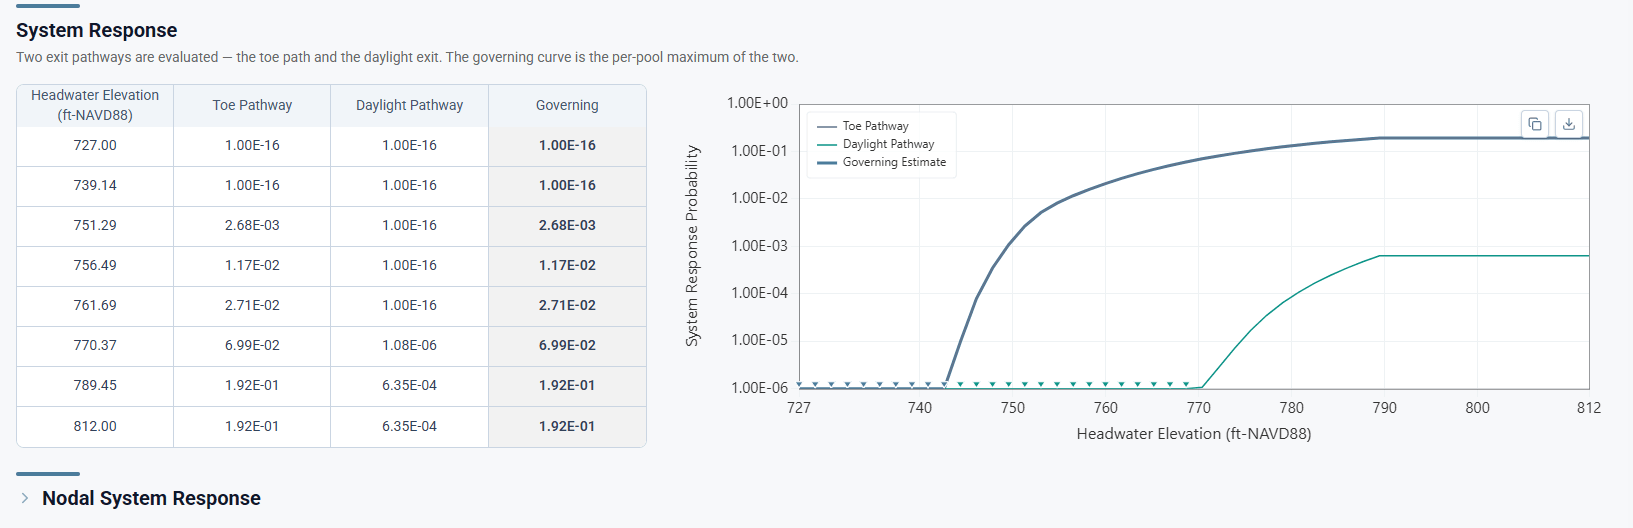 System Response
Two exit pathways are evaluated — the toe path and the daylight exit. The governing curve is the per-pool maximum of the two.
Headwater Elevation
(ft-NAVD88)
Toe Pathway
Daylight Pathway
Governing
727.00 1.00E-16 1.00E-16 1.00E-16
739.14 1.00E-16 1.00E-16 1.00E-16
751.29 2.68E-03 1.00E-16 2.68E-03
756.49 1.17E-02 1.00E-16 1.17E-02
761.69 2.71E-02 1.00E-16 2.71E-02
770.37 6.99E-02 1.08E-06 6.99E-02
789.45 1.92E-01 6.35E-04 1.92E-01
812.00 1.92E-01 6.35E-04 1.92E-01
System Response Probability
1.00E+00
1.00E-01
1.00E-02
1.00E-03
1.00E-04
1.00E-05
1.00E-06
Toe Pathway
Daylight Pathway
Governing Estimate
727 740 750 760 770 780 790 800 812
Headwater Elevation (ft-NAVD88)
Nodal System Response